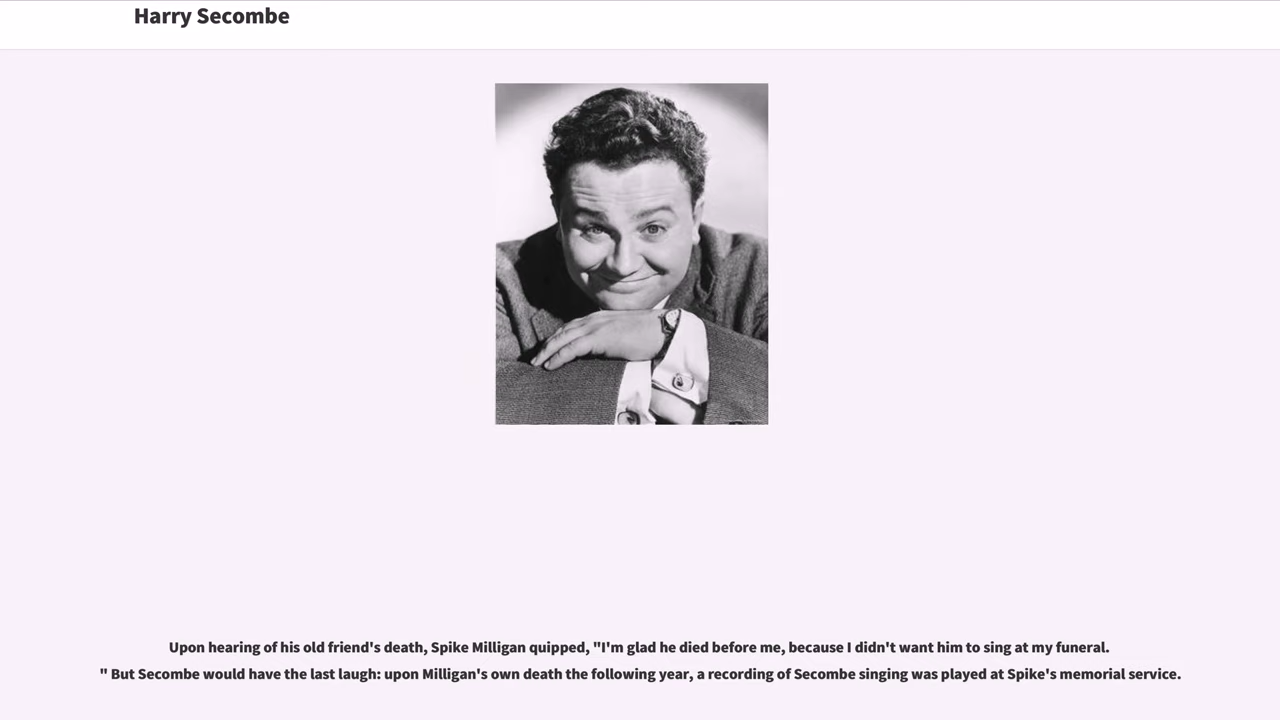 Harry Secombe
Upon hearing of his old friend's death, Spike Milligan quipped, "I'm glad he died before me, because I didn't want him to sing at my funeral.
" But Secombe would have the last laugh: upon Milligan's own death the following year, a recording of Secombe singing was played at Spike's memorial service.